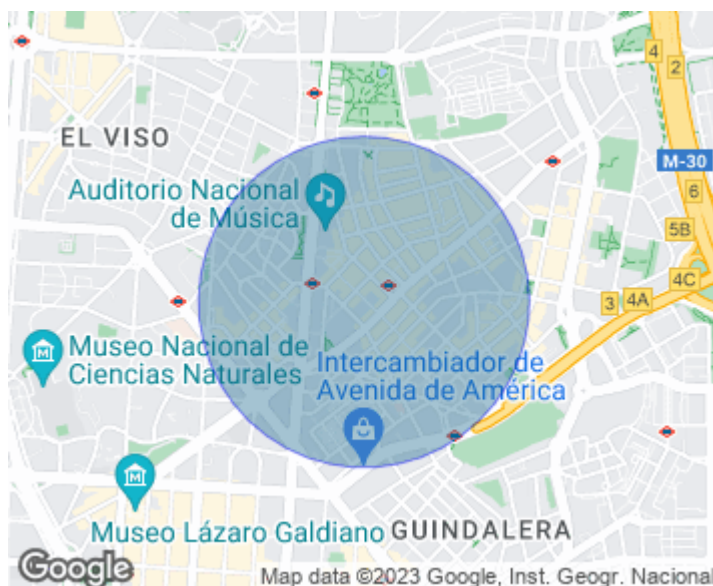 4
2
EL VISO
M-30
Auditorio Nacional
de Música
6
5B
4C
3
4A
Museo Nacional de
Ciencias Naturales
Intercambiador de
Avenida de América
Museo Lázaro Galdiano
GUINDALERA
Google
Map data ©2023 Google, Inst. Geogr. Nacional